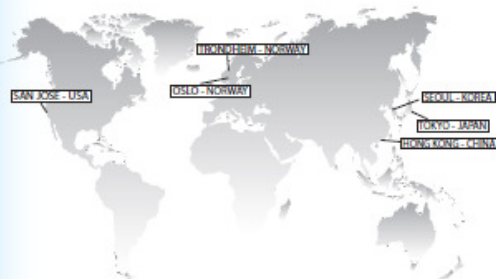 TRONDHEIM - NORWAY
OSLO - NORWAY
SAN JOSE - USA
SEOUL - KOREA
TOKYO - JAPAN
HONG KONG - CHINA